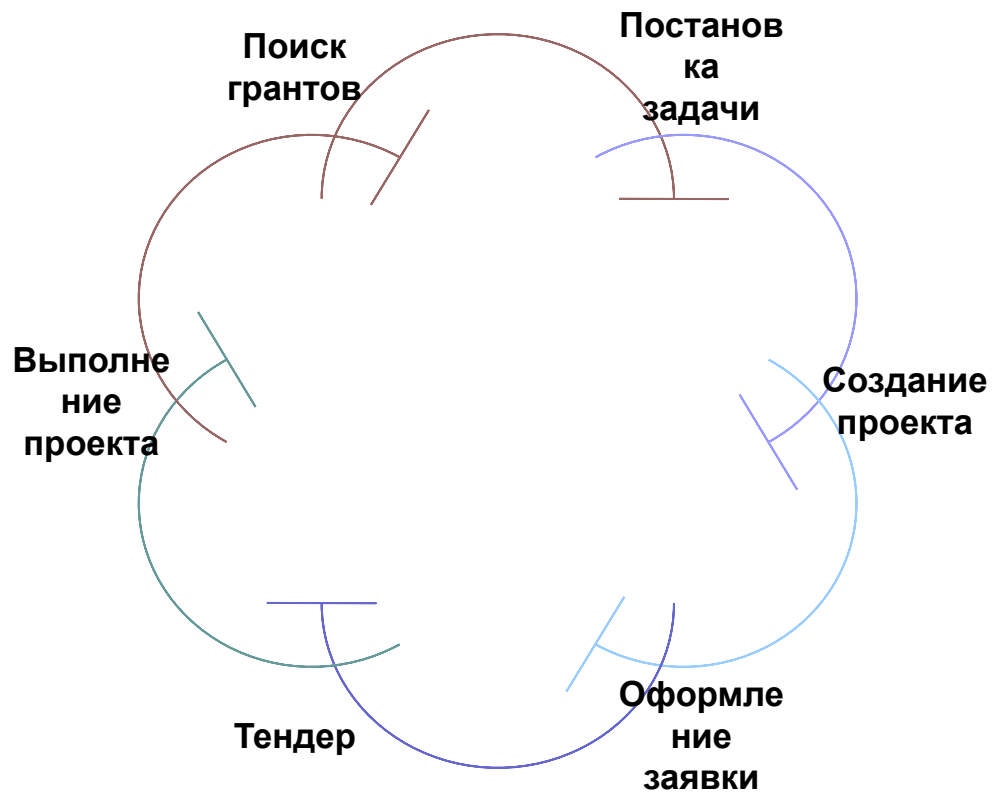 Поиск
грантов
Постанов
ка
задачи
Создание
проекта
Оформле
ние
заявки
Тендер
Выполне
ние
проекта